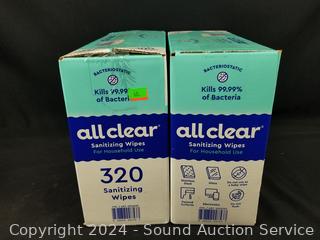 BACTERIOSTATIC
Kills 99.99%
of Bacteria
all clear
Sanitizing Wipes
For Household Use
320
Sanitizing
Wipes
BACTERIOSTATIC
Kills 99.99%
of Bacteria
all clear
Sanitizing Wipes
For Household Use
Copyright 2024 - Sound Auction Service